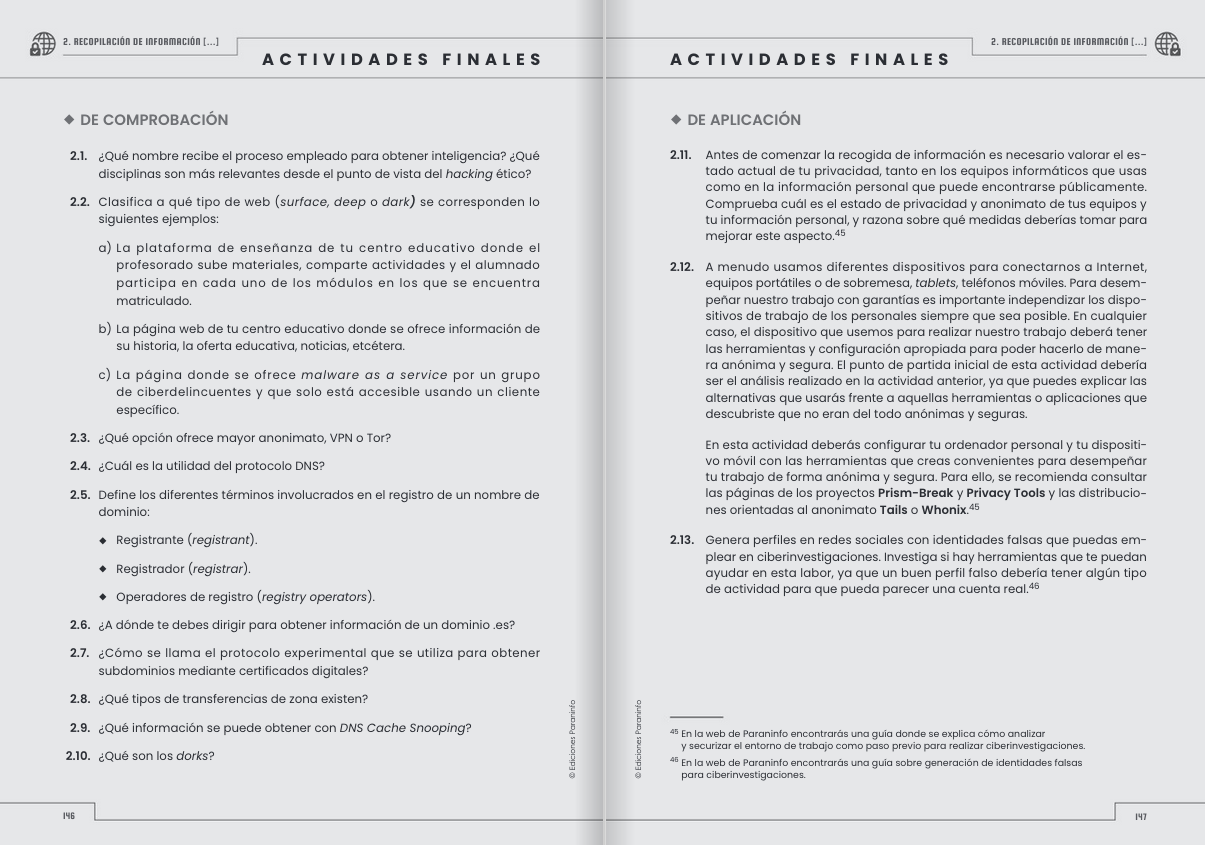 2. RECOPILACIÓN DE INFORMACIÓN [...]
ACTIVIDADES FINALES
◆ DE COMPROBACIÓN
2.1. ¿Qué nombre recibe el proceso empleado para obtener inteligencia? ¿Qué
disciplinas son más relevantes desde el punto de vista del hacking ético?
2.2. Clasifica a qué tipo de web (surface, deep o dark) se corresponden lo
siguientes ejemplos:
a) La plataforma de enseñanza de tu centro educativo donde el
profesorado sube materiales, comparte actividades y el alumnado
participa en cada uno de los módulos en los que se encuentra
matriculado.
b) La página web de tu centro educativo donde se ofrece información de
su historia, la oferta educativa, noticias, etcétera.
c) La página donde se ofrece malware as a service por un grupo
de ciberdelincuentes y que solo está accesible usando un cliente
específico.
2.3. ¿Qué opción ofrece mayor anonimato, VPN o Tor?
2.4. ¿Cuál es la utilidad del protocolo DNS?
2.5. Define los diferentes términos involucrados en el registro de un nombre de
dominio:
◆ Registrante (registrant).
◆ Registrador (registrar).
◆ Operadores de registro (registry operators).
2.6. ¿A dónde te debes dirigir para obtener información de un dominio .es?
2.7. ¿Cómo se llama el protocolo experimental que se utiliza para obtener
subdominios mediante certificados digitales?
2.8. ¿Qué tipos de transferencias de zona existen?
2.9. ¿Qué información se puede obtener con DNS Cache Snooping?
2.10. ¿Qué son los dorks?
© Ediciones Paraninfo
146
2. RECOPILACIÓN DE INFORMACIÓN [...]
ACTIVIDADES FINALES
◆ DE APLICACIÓN
2.11. Antes de comenzar la recogida de información es necesario valorar el es-
tado actual de tu privacidad, tanto en los equipos informáticos que usas
como en la información personal que puede encontrarse públicamente.
Comprueba cuál es el estado de privacidad y anonimato de tus equipos y
tu información personal, y razona sobre qué medidas deberías tomar para
mejorar este aspecto.45
2.12. A menudo usamos diferentes dispositivos para conectarnos a Internet,
equipos portátiles o de sobremesa, tablets, teléfonos móviles. Para desem-
peñar nuestro trabajo con garantías es importante independizar los dispo-
sitivos de trabajo de los personales siempre que sea posible. En cualquier
caso, el dispositivo que usemos para realizar nuestro trabajo deberá tener
las herramientas y configuración apropiada para poder hacerlo de mane-
ra anónima y segura. El punto de partida inicial de esta actividad debería
ser el análisis realizado en la actividad anterior, ya que puedes explicar las
alternativas que usarás frente a aquellas herramientas o aplicaciones que
descubriste que no eran del todo anónimas y seguras.
En esta actividad deberás configurar tu ordenador personal y tu dispositi-
vo móvil con las herramientas que creas convenientes para desempeñar
tu trabajo de forma anónima y segura. Para ello, se recomienda consultar
las páginas de los proyectos Prism-Break y Privacy Tools y las distribucio-
nes orientadas al anonimato Tails o Whonix.45
2.13. Genera perfiles en redes sociales con identidades falsas que puedas em-
plear en ciberinvestigaciones. Investiga si hay herramientas que te puedan
ayudar en esta labor, ya que un buen perfil falso debería tener algún tipo
de actividad para que pueda parecer una cuenta real.46
© Ediciones Paraninfo
45 En la web de Paraninfo encontrarás una guía donde se explica cómo analizar
y securizar el entorno de trabajo como paso previo para realizar ciberinvestigaciones.
46 En la web de Paraninfo encontrarás una guía sobre generación de identidades falsas
para ciberinvestigaciones.
147